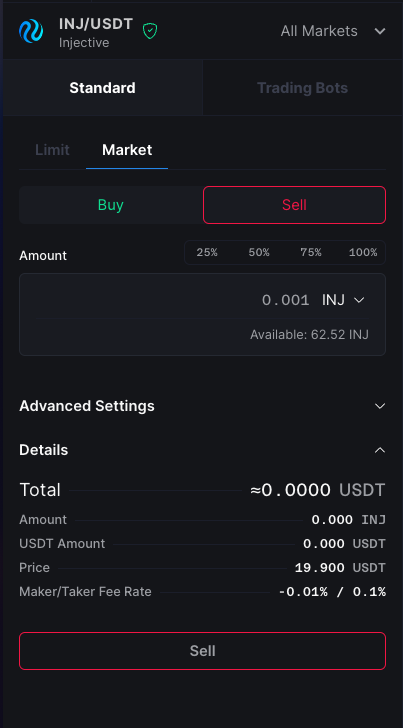 INJ/USDT
Injective
All Markets
Standard Trading Bots
Limit Market
Buy Sell
Amount 25% 50% 75% 100%
0.001 INJ
Available: 62.52 INJ
Advanced Settings
Details
Total ≈0.0000 USDT
Amount 0.000 INJ
USDT Amount 0.000 USDT
Price 19.900 USDT
Maker/Taker Fee Rate -0.01% / 0.1%
Sell